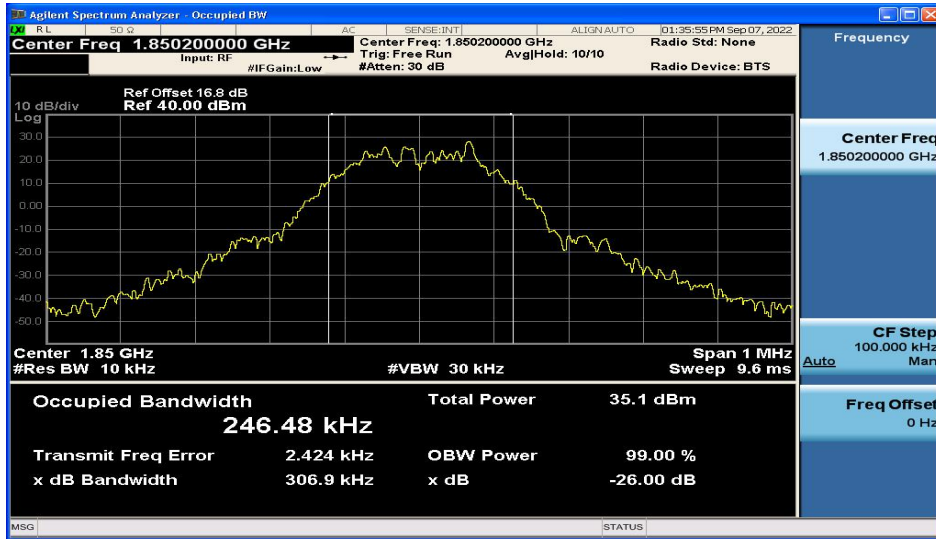 Agilent Spectrum Analyzer - Occupied BW
LXI RL 50 Ω AC SENSE:INT ALIGN AUTO 01:35:55 PM Sep 07, 2022
Center Freq 1.850200000 GHz
Input: RF
#IFGain:Low
Center Freq: 1.850200000 GHz
Trig: Free Run Avg|Hold: 10/10
#Atten: 30 dB
Radio Std: None
Radio Device: BTS
Ref Offset 16.8 dB
10 dB/div Ref 40.00 dBm
Log
30.0
20.0
10.0
0.00
-10.0
-20.0
-30.0
-40.0
-50.0
Center 1.85 GHz Span 1 MHz
#Res BW 10 kHz #VBW 30 kHz Sweep 9.6 ms
Occupied Bandwidth Total Power 35.1 dBm
246.48 kHz
Transmit Freq Error 2.424 kHz OBW Power 99.00 %
x dB Bandwidth 306.9 kHz x dB -26.00 dB
MSG STATUS
Frequency
Center Freq
1.850200000 GHz
CF Step
100.000 kHz
Auto Man
Freq Offset
0 Hz